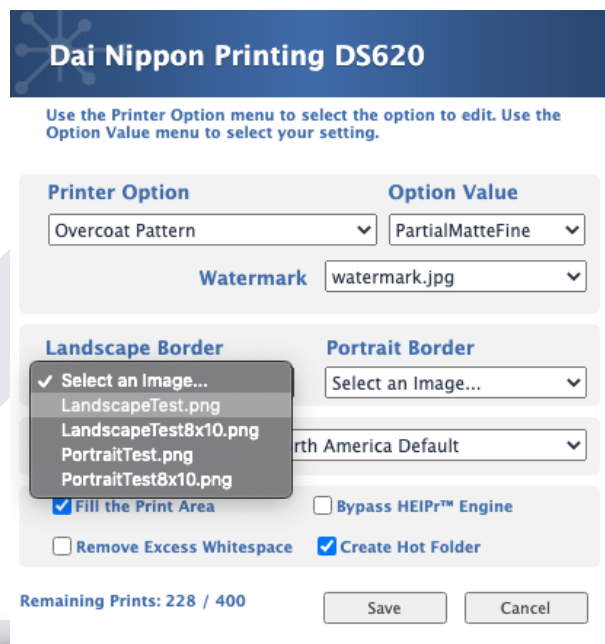 Dai Nippon Printing DS620
Use the Printer Option menu to select the option to edit. Use the
Option Value menu to select your setting.
Printer Option
Option Value
Overcoat Pattern
PartialMatteFine
Watermark
watermark.jpg
Landscape Border
Portrait Border
✓ Select an Image...
LandscapeTest.png
LandscapeTest8x10.png
PortraitTest.png
PortraitTest8x10.png
Select an Image...
rth America Default
Fill the Print Area
Bypass HEIPr™ Engine
Remove Excess Whitespace
Create Hot Folder
Remaining Prints: 228 / 400
Save
Cancel